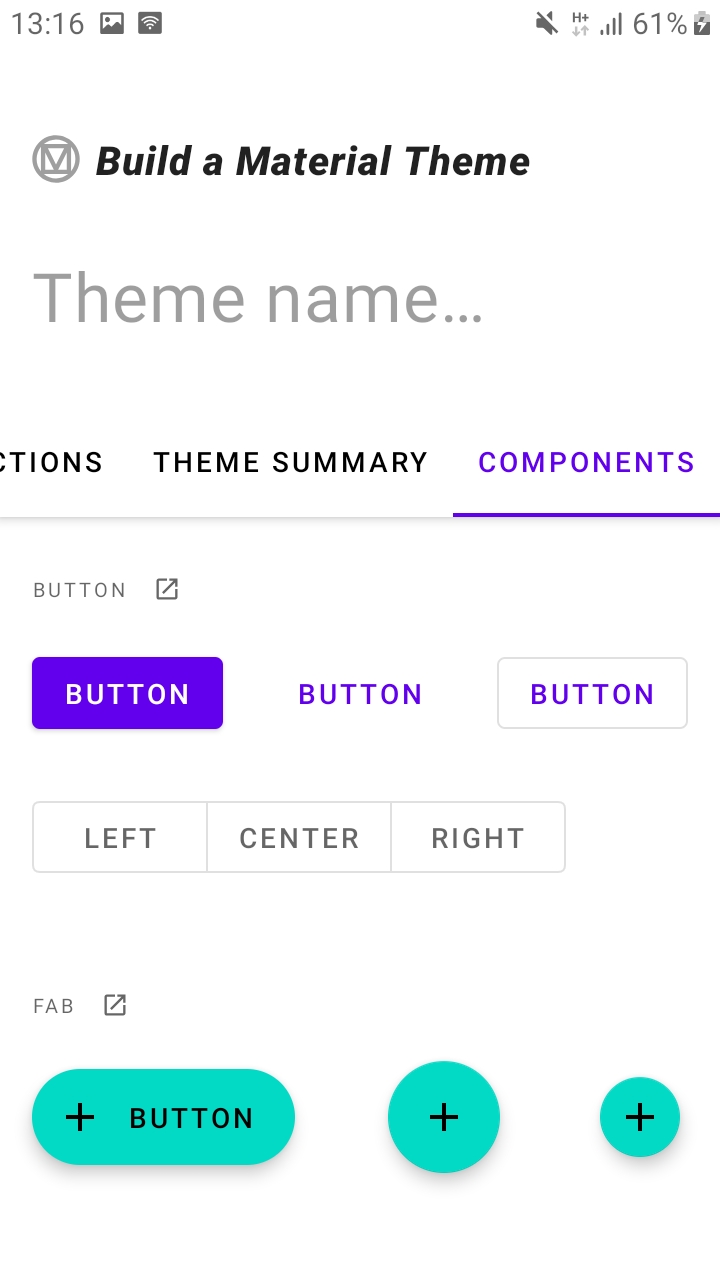 13:16 H+ 61%
Build a Material Theme
Theme name…
CTIONS THEME SUMMARY COMPONENTS
BUTTON
BUTTON BUTTON BUTTON
LEFT CENTER RIGHT
FAB
BUTTON